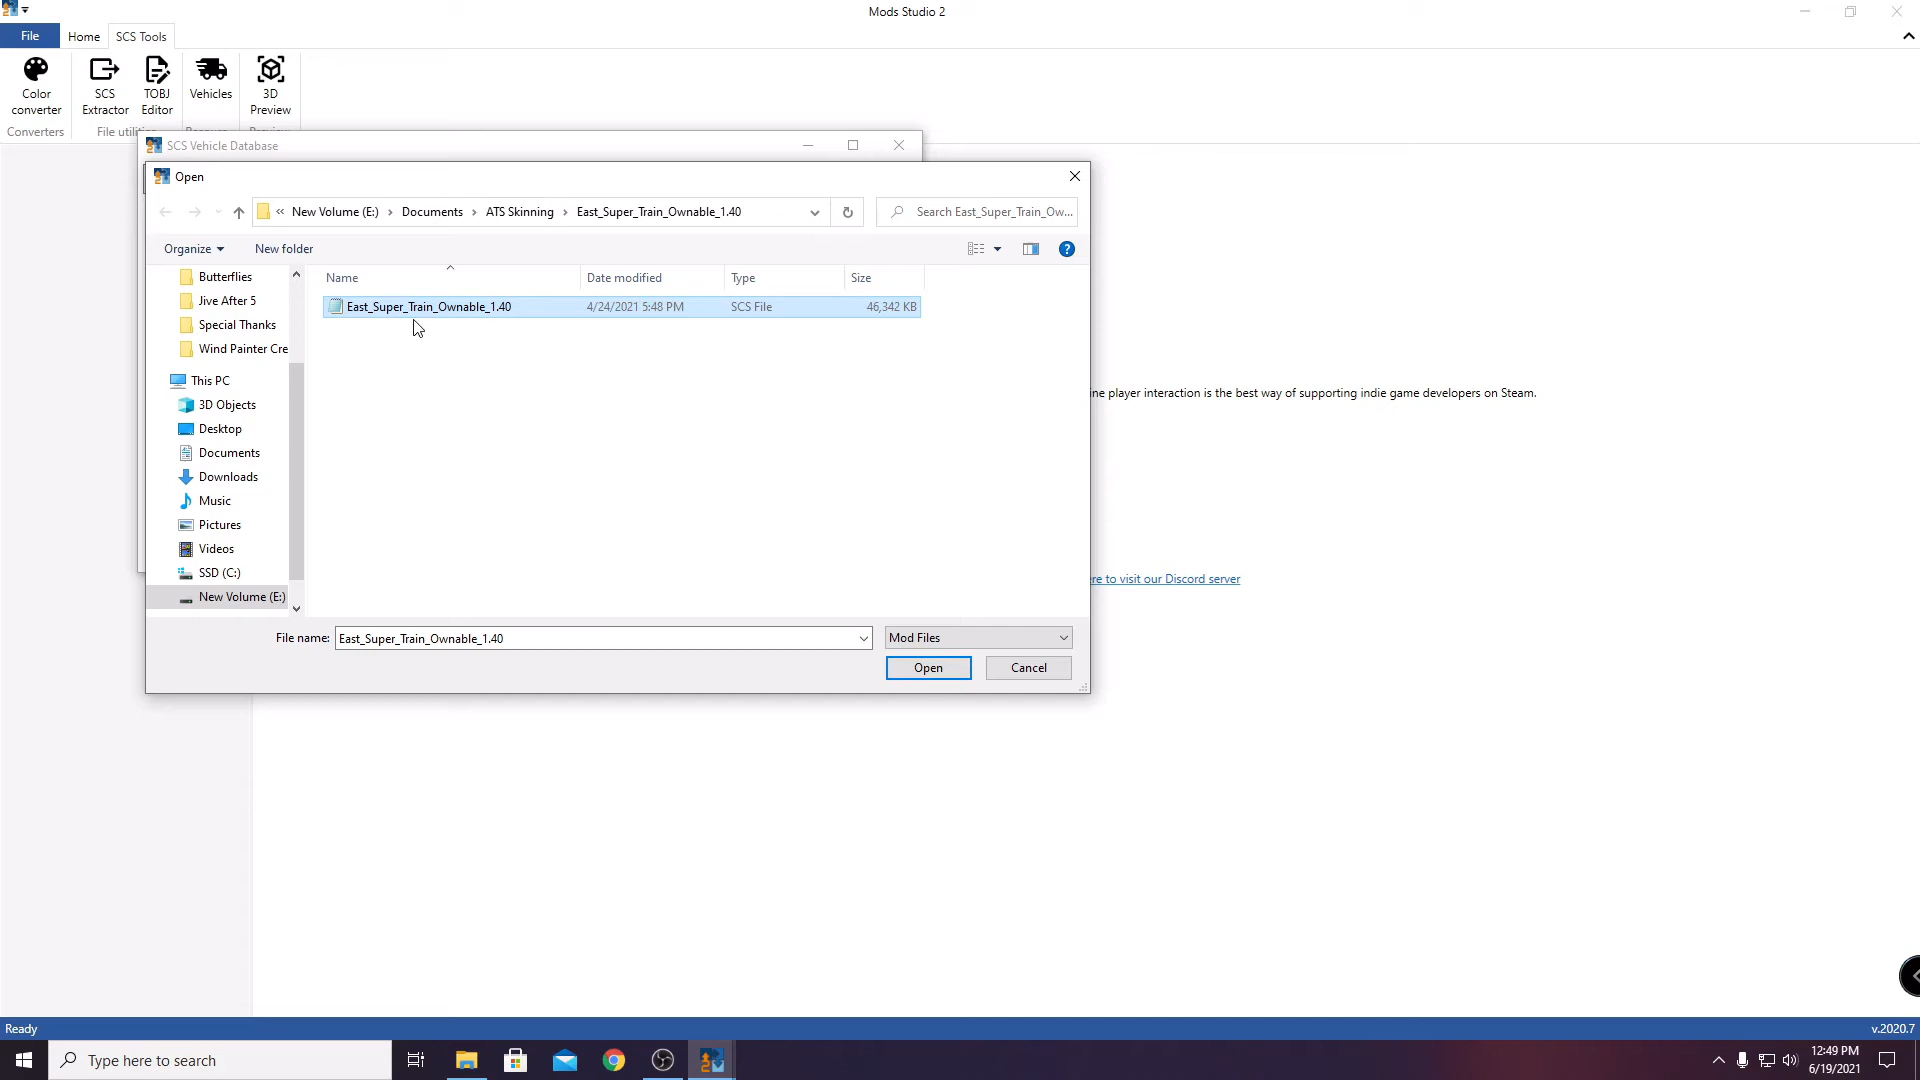 Mods Studio 2
File
Home
SCS Tools
Color converter
SCS Extractor
TOBJ Editor
Vehicles
3D Preview
Converters
File utiliti
SCS Vehicle Database
Open
« New Volume (E:) › Documents › ATS Skinning › East_Super_Train_Ownable_1.40
Search East_Super_Train_Ow...
Organize
New folder
Name
Date modified
Type
Size
East_Super_Train_Ownable_1.40
4/24/2021 5:48 PM
SCS File
46,342 KB
Butterflies
Jive After 5
Special Thanks
Wind Painter Cre
This PC
3D Objects
Desktop
Documents
Downloads
Music
Pictures
Videos
SSD (C:)
New Volume (E:)
ine player interaction is the best way of supporting indie game developers on Steam.
re to visit our Discord server
File name:
East_Super_Train_Ownable_1.40
Mod Files
Open
Cancel
Ready
v.2020.7
Type here to search
12:49 PM
6/19/2021